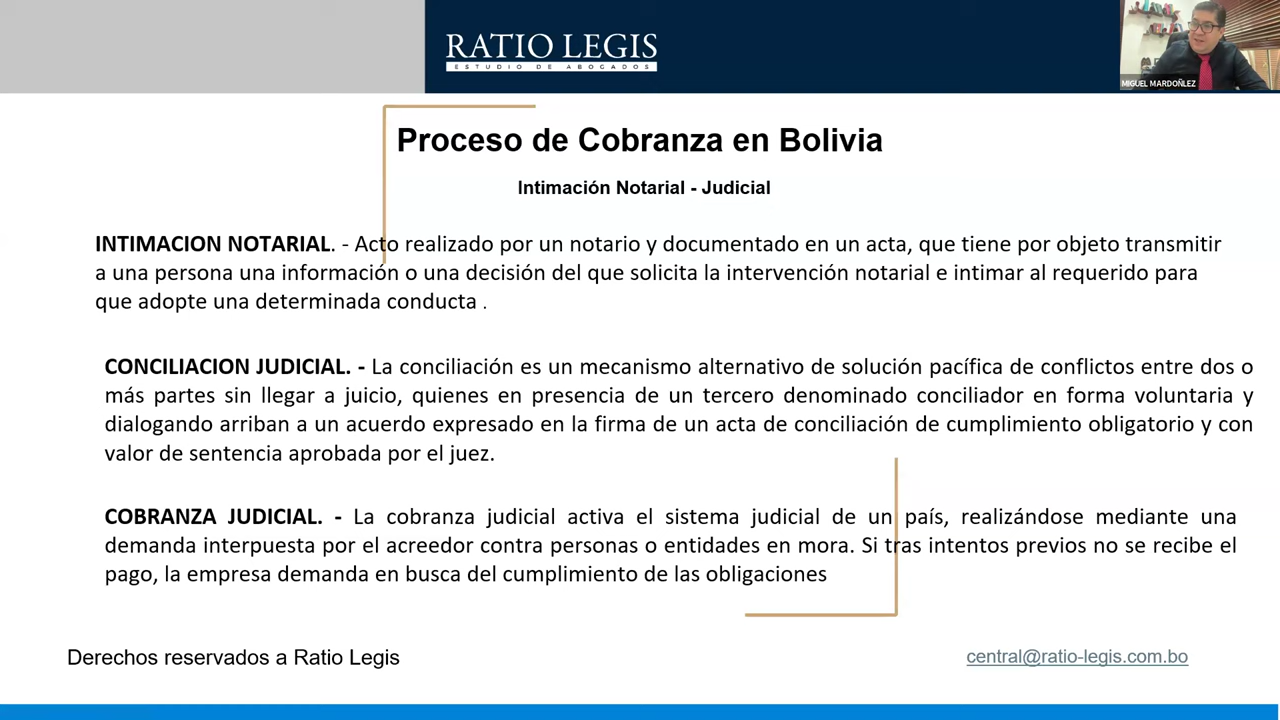 RATIO LEGIS
ESTUDIO DE ABOGADOS
MIGUEL MARDOÑLEZ
Proceso de Cobranza en Bolivia
Intimación Notarial - Judicial
INTIMACION NOTARIAL. - Acto realizado por un notario y documentado en un acta, que tiene por objeto transmitir
a una persona una información o una decisión del que solicita la intervención notarial e intimar al requerido para
que adopte una determinada conducta .
CONCILIACION JUDICIAL. - La conciliación es un mecanismo alternativo de solución pacífica de conflictos entre dos o
más partes sin llegar a juicio, quienes en presencia de un tercero denominado conciliador en forma voluntaria y
dialogando arriban a un acuerdo expresado en la firma de un acta de conciliación de cumplimiento obligatorio y con
valor de sentencia aprobada por el juez.
COBRANZA JUDICIAL. - La cobranza judicial activa el sistema judicial de un país, realizándose mediante una
demanda interpuesta por el acreedor contra personas o entidades en mora. Si tras intentos previos no se recibe el
pago, la empresa demanda en busca del cumplimiento de las obligaciones
Derechos reservados a Ratio Legis
central@ratio-legis.com.bo